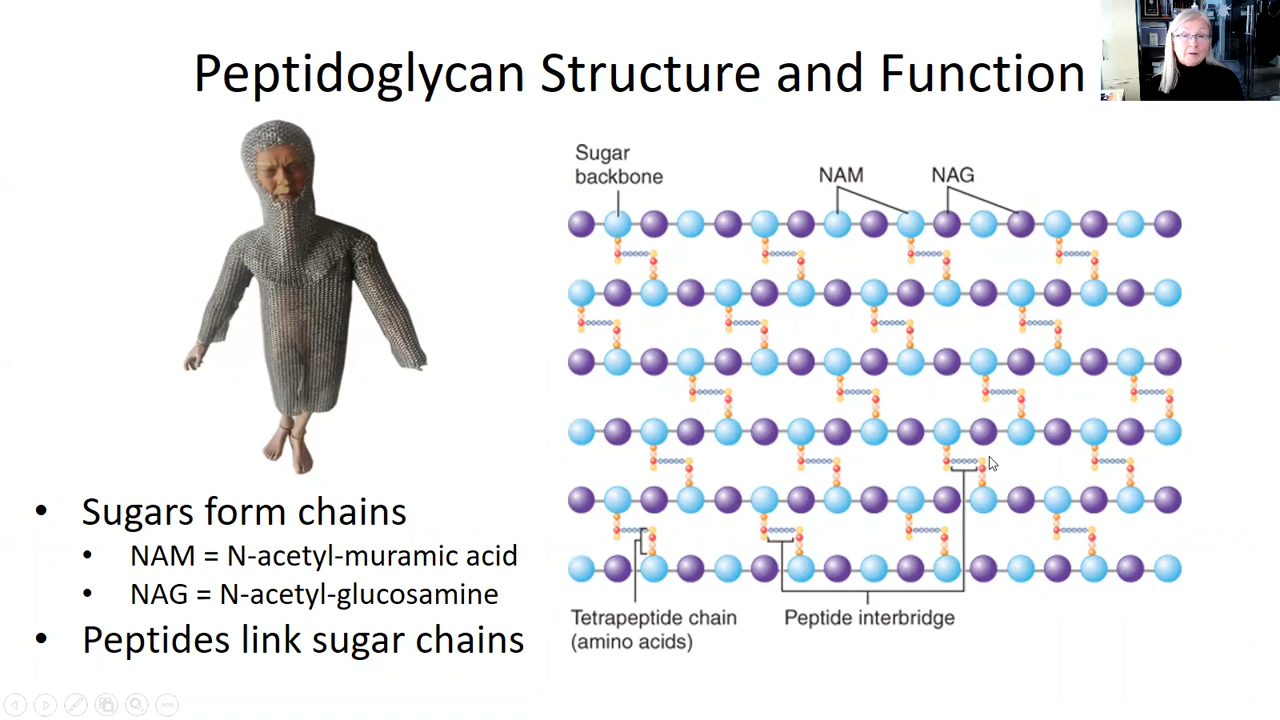 Peptidoglycan Structure and Function
Sugar
backbone
NAM
NAG
• Sugars form chains
• NAM = N-acetyl-muramic acid
• NAG = N-acetyl-glucosamine
• Peptides link sugar chains
Tetrapeptide chain
(amino acids)
Peptide interbridge